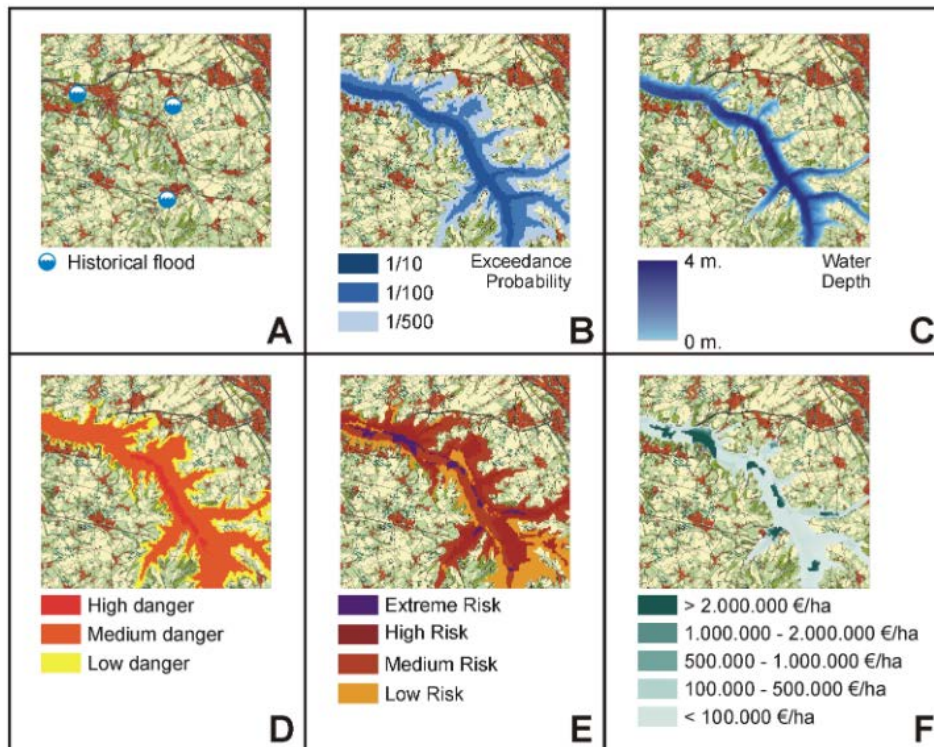 Historical flood
A
1/10
1/100
1/500
Exceedance
Probability
B
4 m.
0 m.
Water
Depth
C
High danger
Medium danger
Low danger
D
Extreme Risk
High Risk
Medium Risk
Low Risk
E
> 2.000.000 €/ha
1.000.000 - 2.000.000 €/ha
500.000 - 1.000.000 €/ha
100.000 - 500.000 €/ha
< 100.000 €/ha
F